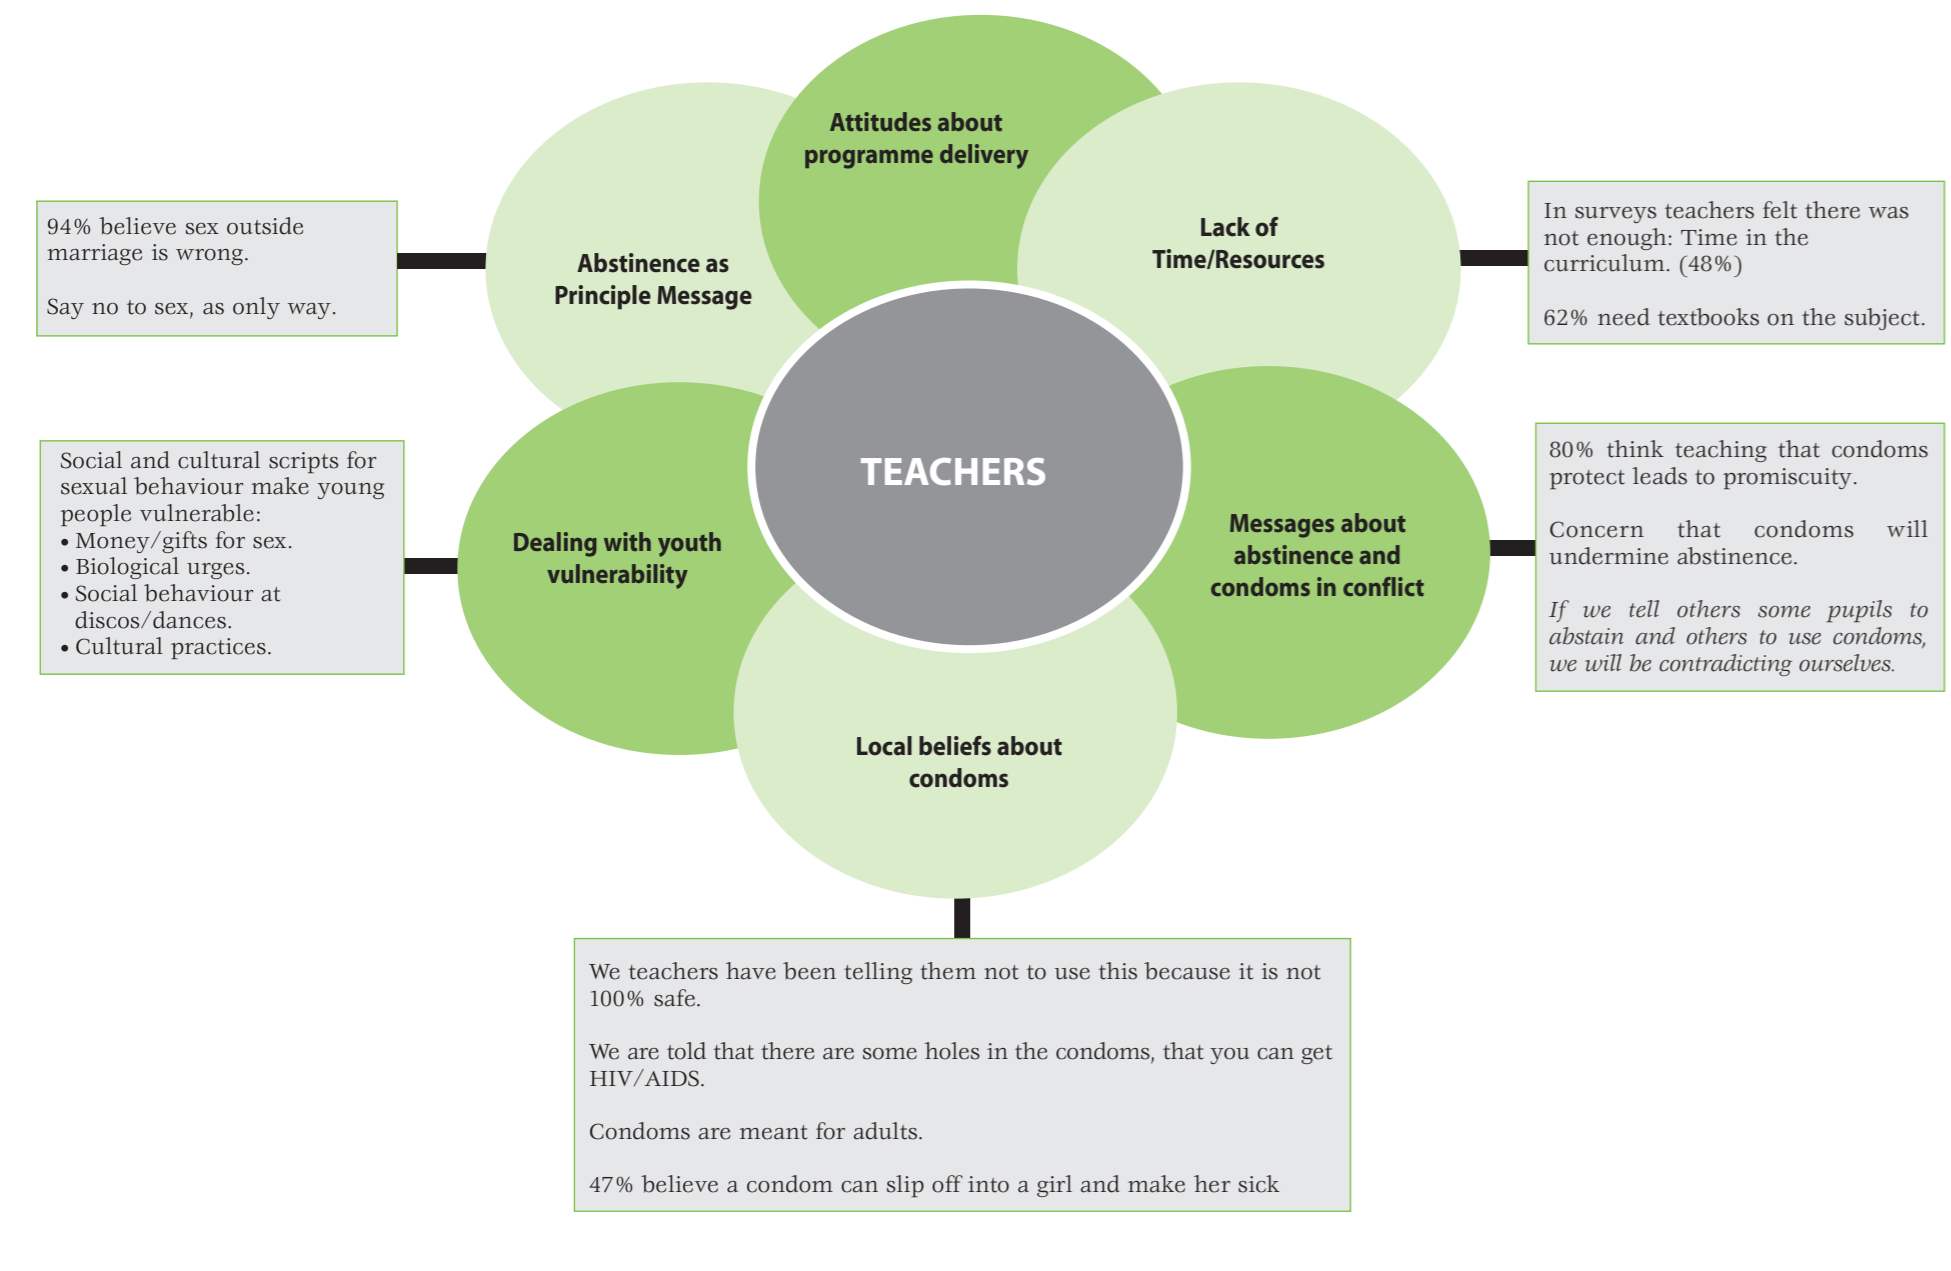 Attitudes about
programme delivery
Abstinence as
Principle Message
Lack of
Time/Resources
94% believe sex outside
marriage is wrong.
Say no to sex, as only way.
In surveys teachers felt there was
not enough: Time in the
curriculum. (48%)
62% need textbooks on the subject.
TEACHERS
Social and cultural scripts for
sexual behaviour make young
people vulnerable:
• Money/gifts for sex.
• Biological urges.
• Social behaviour at
discos/dances.
• Cultural practices.
Dealing with youth
vulnerability
Messages about
abstinence and
condoms in conflict
80% think teaching that condoms
protect leads to promiscuity.
Concern that condoms will
undermine abstinence.
If we tell others some pupils to
abstain and others to use condoms,
we will be contradicting ourselves.
Local beliefs about
condoms
We teachers have been telling them not to use this because it is not
100% safe.
We are told that there are some holes in the condoms, that you can get
HIV/AIDS.
Condoms are meant for adults.
47% believe a condom can slip off into a girl and make her sick